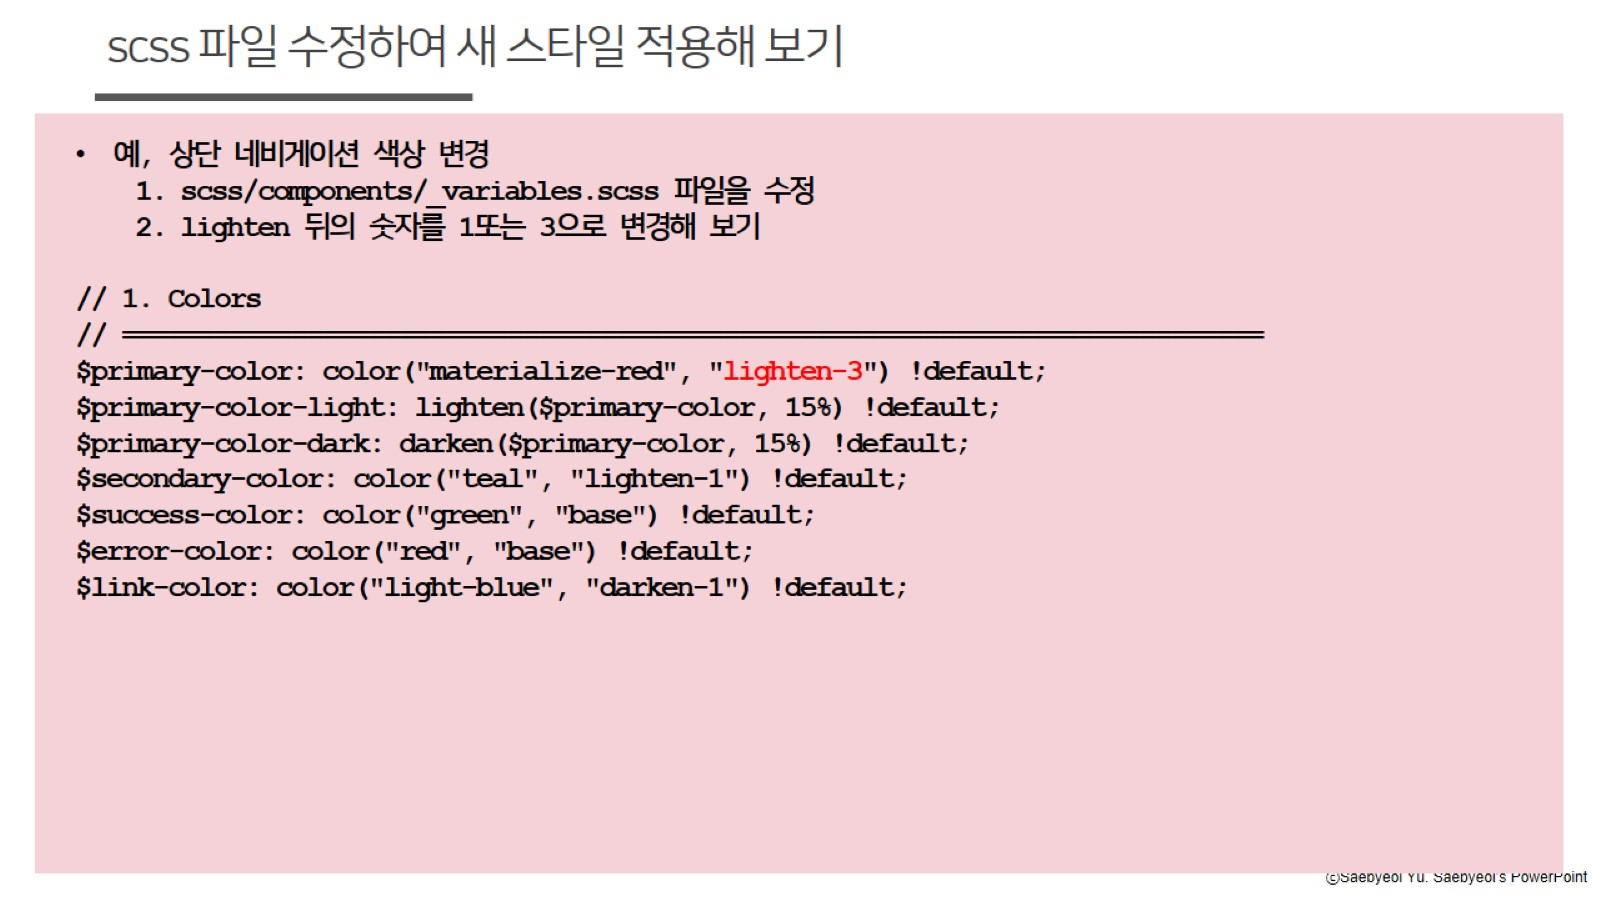 scss 파일 수정하여 새 스타일 적용해 보기
• 예, 상단 네비게이션 색상 변경
1. scss/components/_variables.scss 파일을 수정
2. lighten 뒤의 숫자를 1또는 3으로 변경해 보기
// 1. Colors
// ==========================================================================
$primary-color: color("materialize-red", "lighten-3") !default;
$primary-color-light: lighten($primary-color, 15%) !default;
$primary-color-dark: darken($primary-color, 15%) !default;
$secondary-color: color("teal", "lighten-1") !default;
$success-color: color("green", "base") !default;
$error-color: color("red", "base") !default;
$link-color: color("light-blue", "darken-1") !default;
ⓒSaebyeol Yu. Saebyeol's PowerPoint